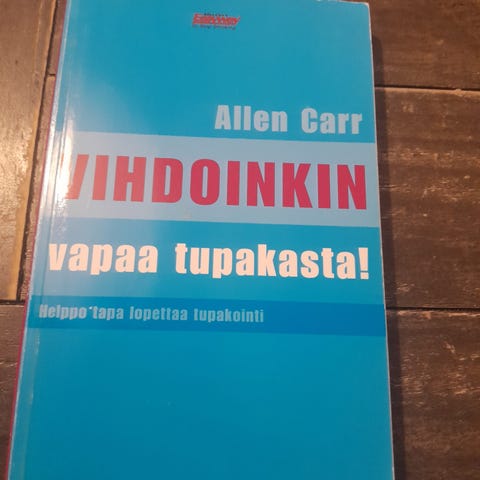 Allen Carr
VIHDOINKIN
vapaa tupakasta!
Helppo tapa lopettaa tupakointi